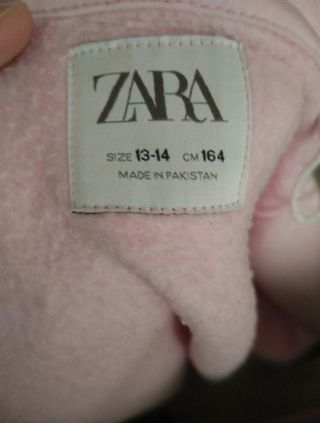 ZARA
SIZE 13-14 CM 164
MADE IN PAKISTAN